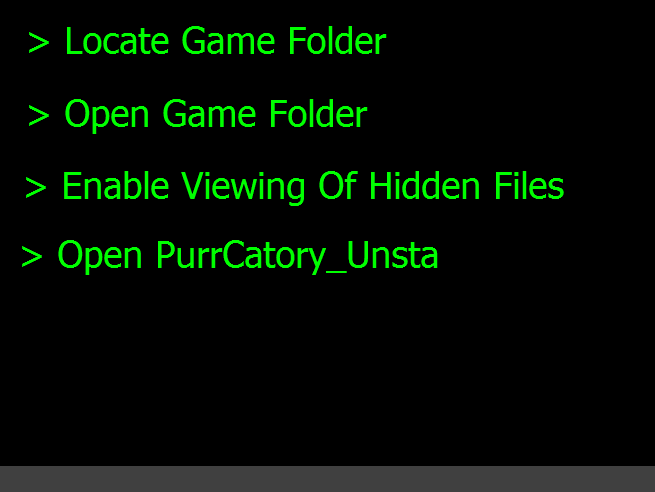 > Locate Game Folder
> Open Game Folder
> Enable Viewing Of Hidden Files
> Open PurrCatory_Unsta